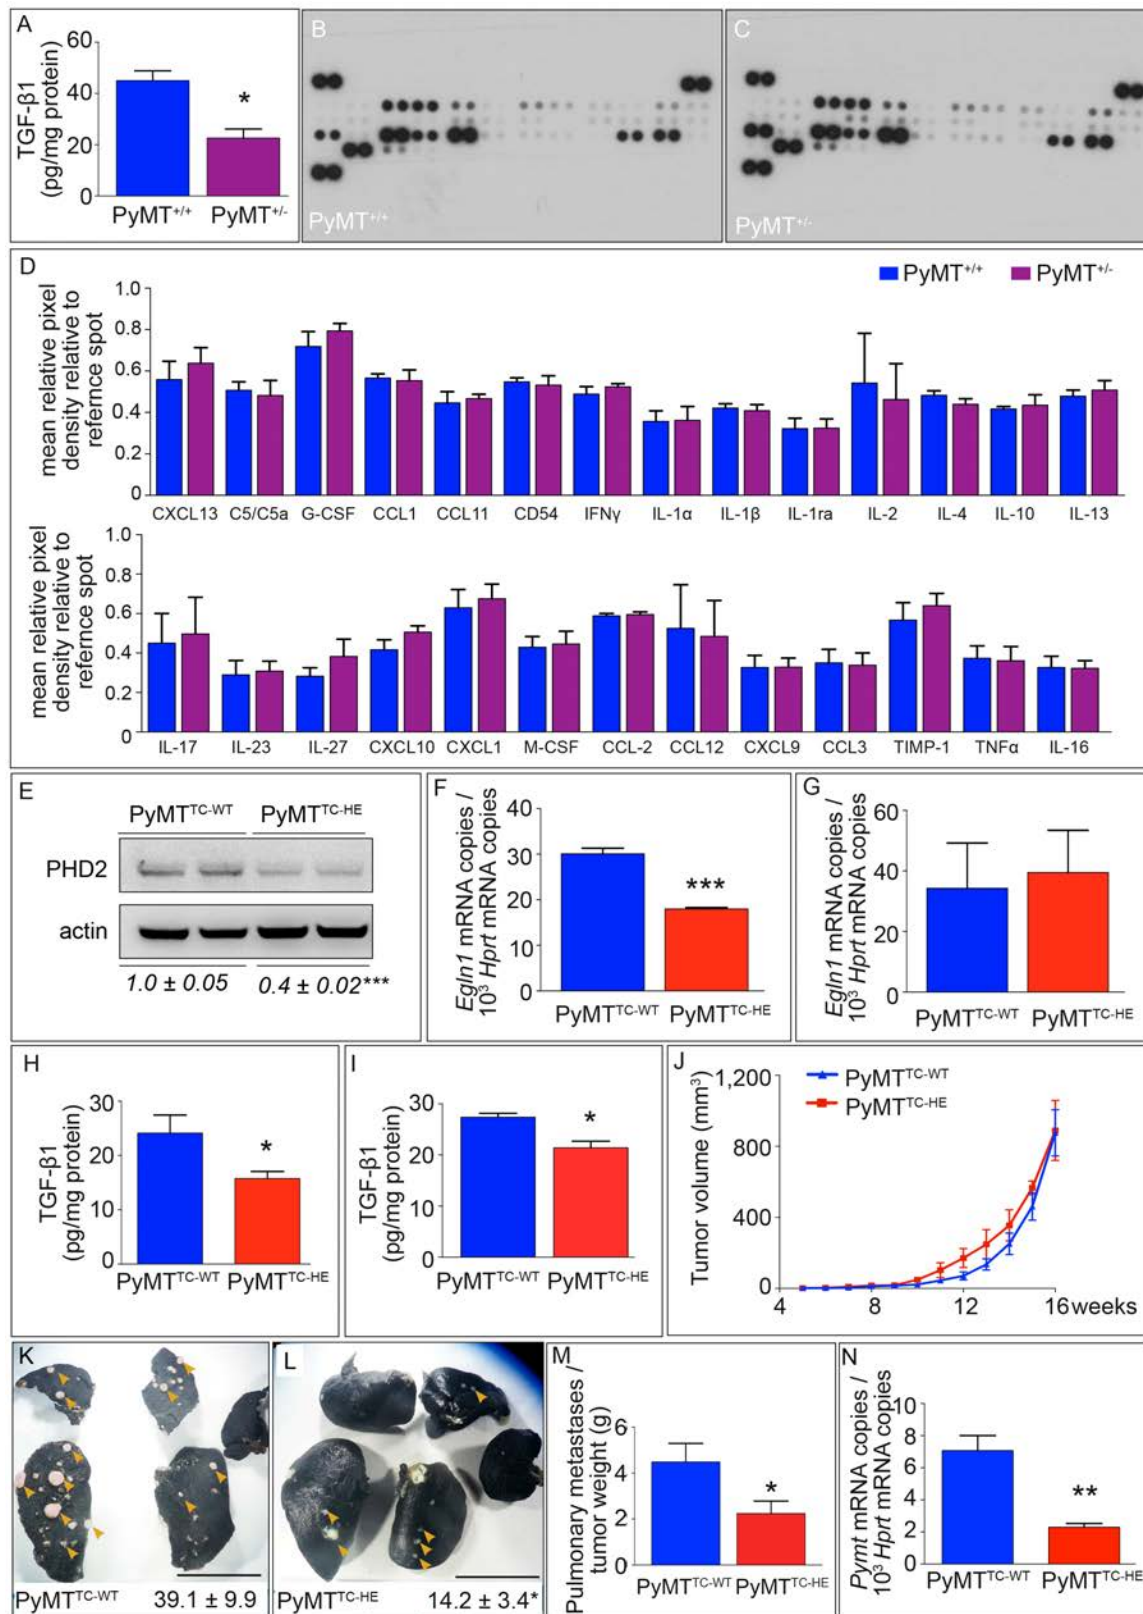 A
TGF-β1
(pg/mg protein)
60
40
20
0
*
PyMT+/+
PyMT+/-
B
PyMT+/+
C
PyMT+/-
D
PyMT+/+
PyMT+/-
mean relative pixel
density relative to
refernce spot
1.0
0.8
0.6
0.4
0.2
0
CXCL13 C5/C5a G-CSF CCL1 CCL11 CD54 IFNγ IL-1α IL-1β IL-1ra IL-2 IL-4 IL-10 IL-13
mean relative pixel
density relative to
refernce spot
1.0
0.8
0.6
0.4
0.2
0
IL-17 IL-23 IL-27 CXCL10 CXCL1 M-CSF CCL-2 CCL12 CXCL9 CCL3 TIMP-1 TNFα IL-16
E
PyMTTC-WT PyMTTC-HE
PHD2
actin
1.0 ± 0.05 0.4 ± 0.02***
F
Egln1 mRNA copies /
10³ Hprt mRNA copies
40
30
20
10
0
***
PyMTTC-WT
PyMTTC-HE
G
Egln1 mRNA copies /
10³ Hprt mRNA copies
60
40
20
0
PyMTTC-WT
PyMTTC-HE
H
TGF-β1
(pg/mg protein)
30
20
10
0
*
PyMTTC-WT
PyMTTC-HE
I
TGF-β1
(pg/mg protein)
30
20
10
0
*
PyMTTC-WT
PyMTTC-HE
J
PyMTTC-WT
PyMTTC-HE
Tumor volume (mm³)
1,200
800
400
0
4 8 12 16 weeks
K
PyMTTC-WT 39.1 ± 9.9
L
PyMTTC-HE 14.2 ± 3.4*
M
Pulmonary metastases /
tumor weight (g)
6
4
2
0
*
PyMTTC-WT
PyMTTC-HE
N
Pymt mRNA copies /
10³ Hprt mRNA copies
8
6
4
2
0
**
PyMTTC-WT
PyMTTC-HE